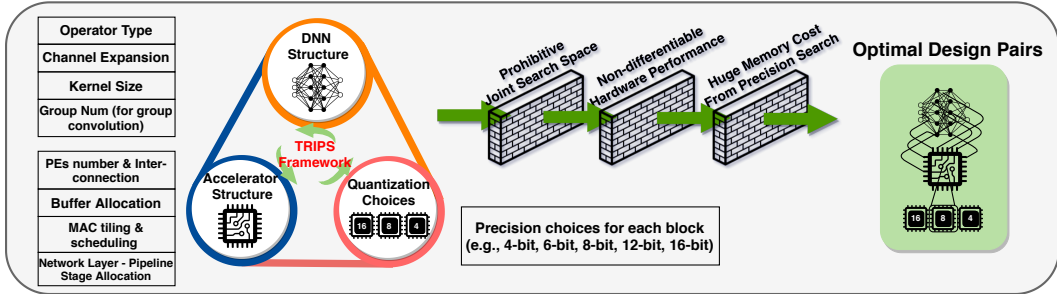 Operator Type
Channel Expansion
Kernel Size
Group Num (for group
convolution)
PEs number & Inter-
connection
Buffer Allocation
MAC tiling &
scheduling
Network Layer - Pipeline
Stage Allocation
DNN
Structure
TRIPS
Framework
Accelerator
Structure
Quantization
Choices
16 8 4
Prohibitive
Joint Search Space
Non-differentiable
Hardware Performance
Huge Memory Cost
From Precision Search
Precision choices for each block
(e.g., 4-bit, 6-bit, 8-bit, 12-bit, 16-bit)
Optimal Design Pairs
16 8 4